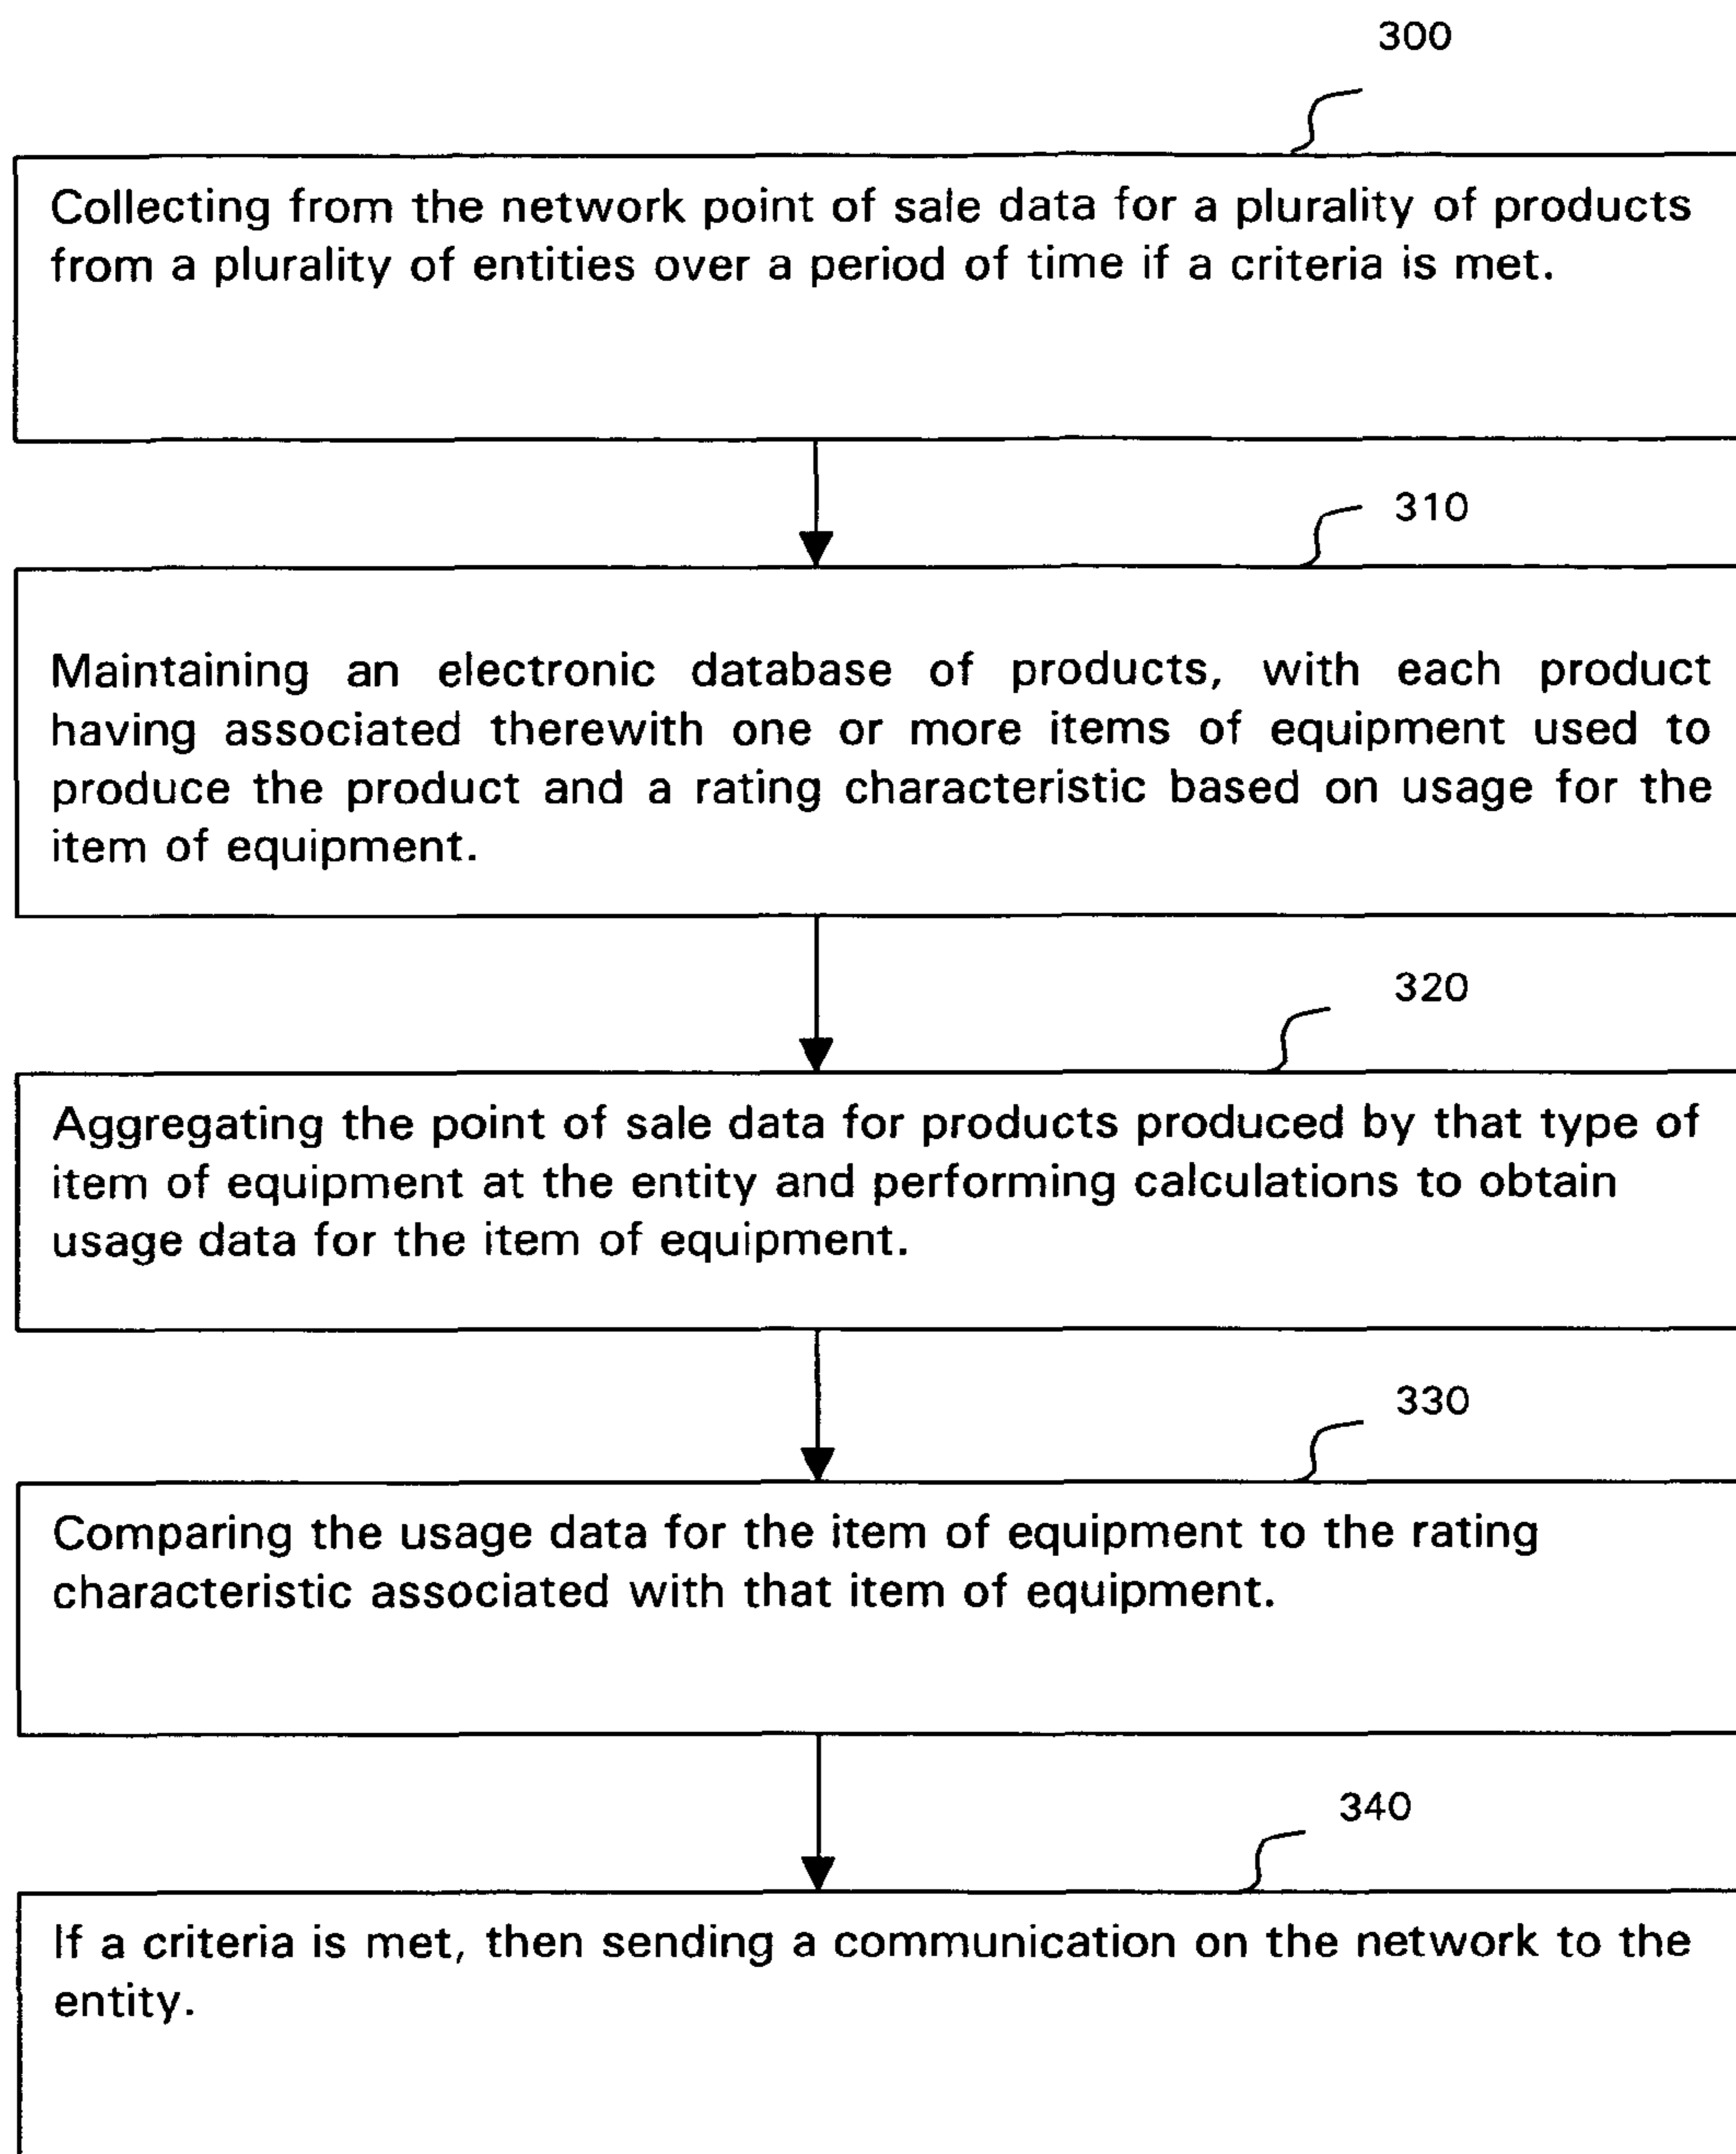 300
Collecting from the network point of sale data for a plurality of products
from a plurality of entities over a period of time if a criteria is met.
310
Maintaining an electronic database of products, with each product
having associated therewith one or more items of equipment used to
produce the product and a rating characteristic based on usage for the
item of equipment.
320
Aggregating the point of sale data for products produced by that type of
item of equipment at the entity and performing calculations to obtain
usage data for the item of equipment.
330
Comparing the usage data for the item of equipment to the rating
characteristic associated with that item of equipment.
340
If a criteria is met, then sending a communication on the network to the
entity.